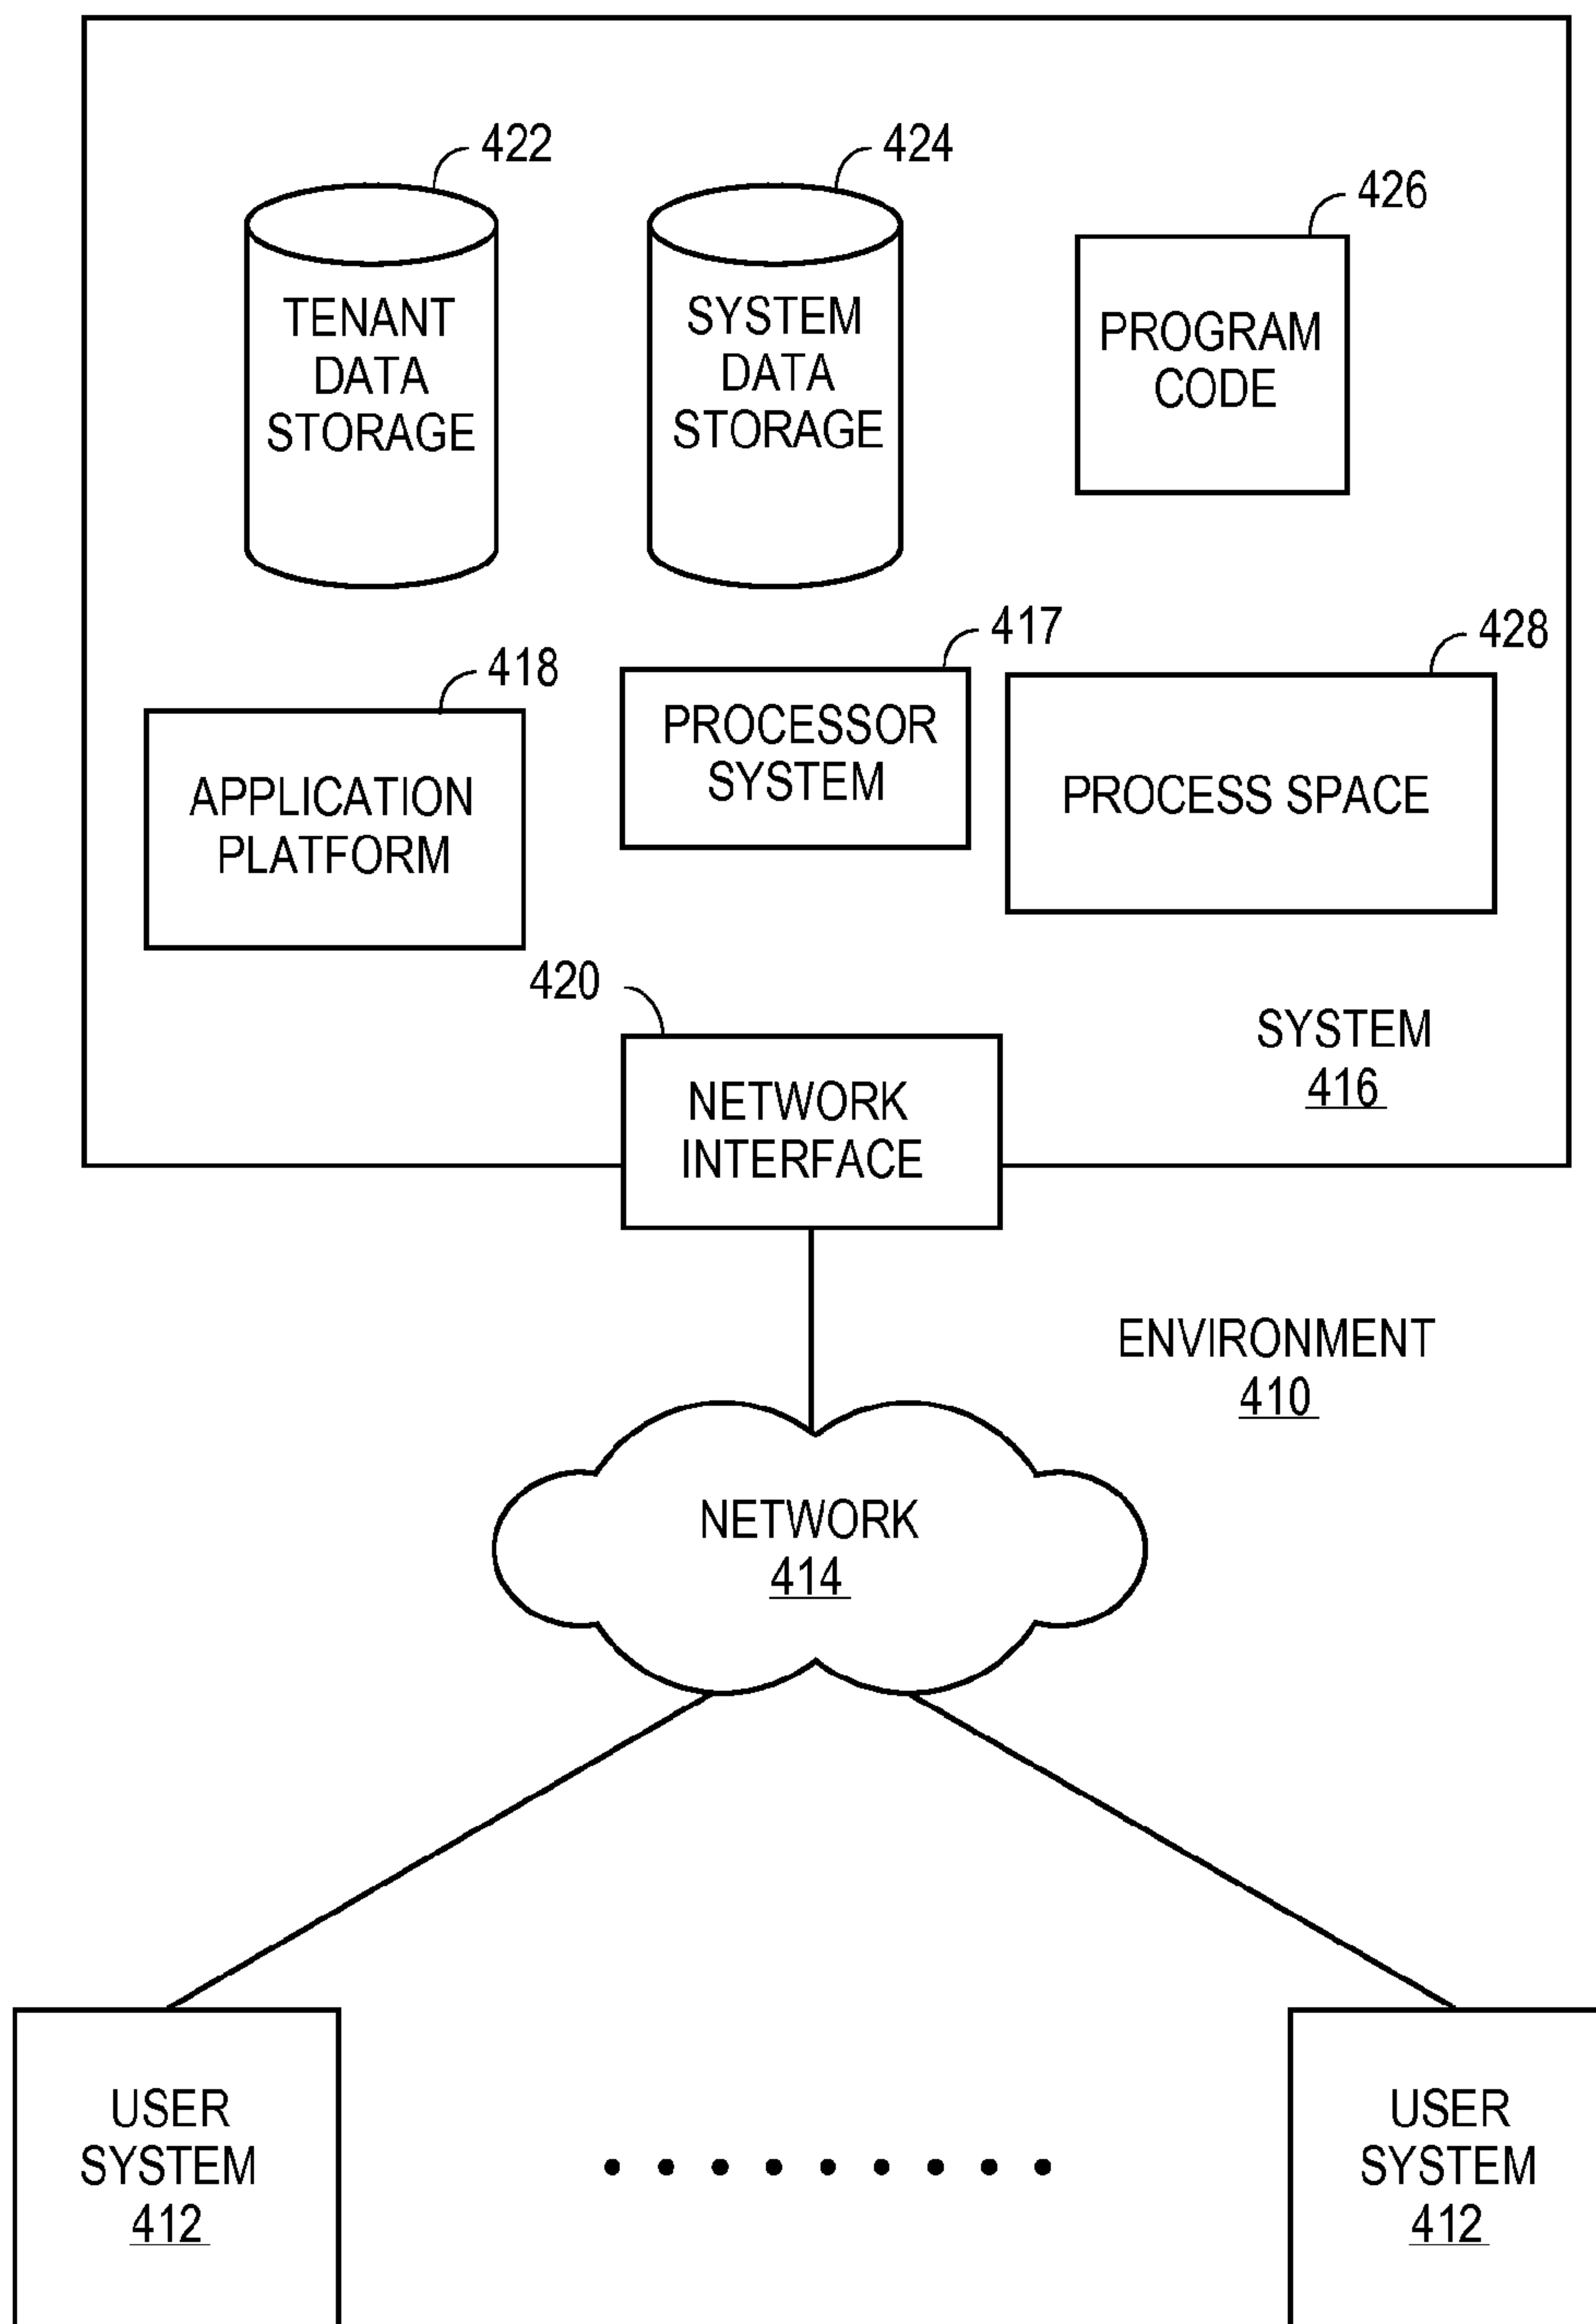 422
424
426
TENANT
DATA
STORAGE
SYSTEM
DATA
STORAGE
PROGRAM
CODE
418
417
428
APPLICATION
PLATFORM
PROCESSOR
SYSTEM
PROCESS SPACE
420
SYSTEM
416
NETWORK
INTERFACE
ENVIRONMENT
410
NETWORK
414
USER
SYSTEM
412
USER
SYSTEM
412